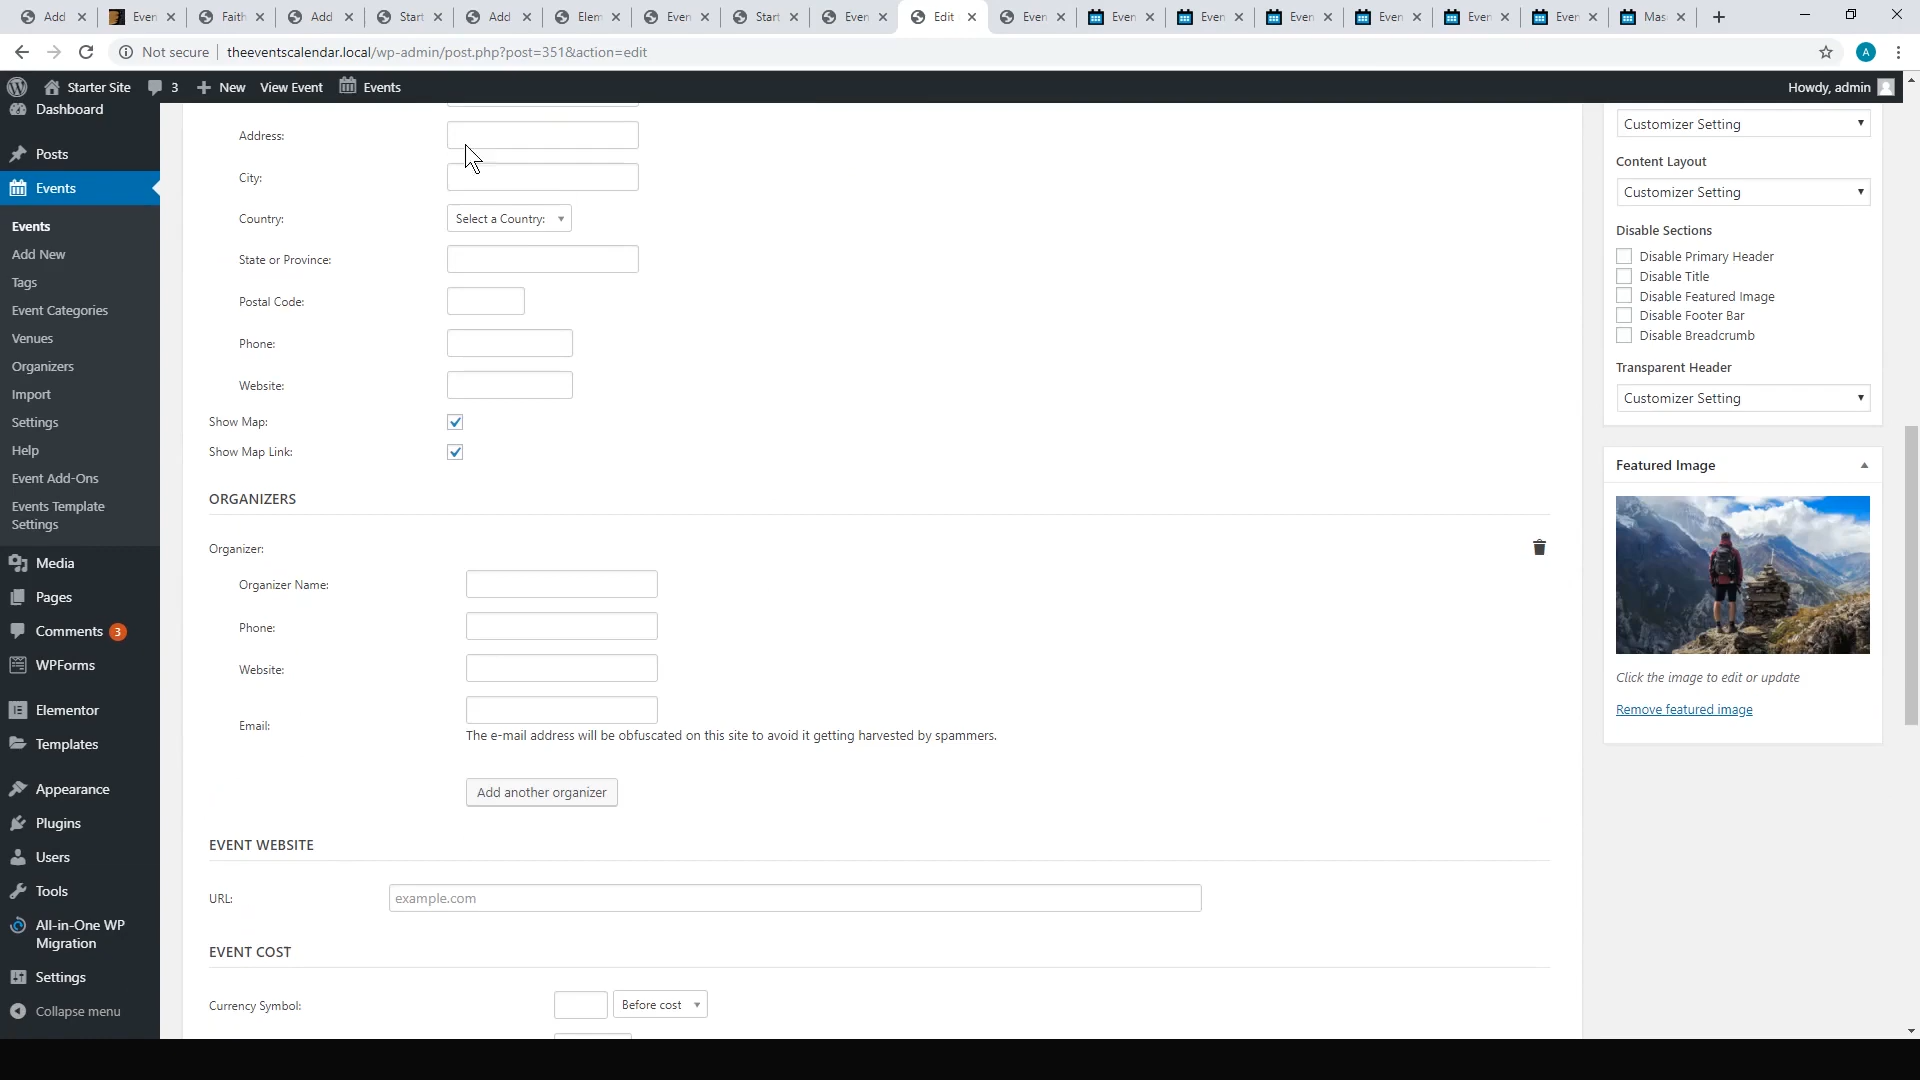 Add
Even
Faith
Add
Start
Add
Elem
Even
Start
Even
Edit
Even
Even
Even
Even
Even
Even
Even
Mas
Not secure
theeventscalendar.local/wp-admin/post.php?post=351&action=edit
A
Starter Site
3
New
View Event
Events
Howdy, admin
Dashboard
Posts
Events
Events
Add New
Tags
Event Categories
Venues
Organizers
Import
Settings
Help
Event Add-Ons
Events Template
Settings
Media
Pages
Comments 3
WPForms
Elementor
Templates
Appearance
Plugins
Users
Tools
All-in-One WP
Migration
Settings
Collapse menu
Address:
City:
Country:
Select a Country:
State or Province:
Postal Code:
Phone:
Website:
Show Map:
Show Map Link:
ORGANIZERS
Organizer:
Organizer Name:
Phone:
Website:
Email:
The e-mail address will be obfuscated on this site to avoid it getting harvested by spammers.
Add another organizer
EVENT WEBSITE
URL:
example.com
EVENT COST
Currency Symbol:
Before cost
Customizer Setting
Content Layout
Customizer Setting
Disable Sections
Disable Primary Header
Disable Title
Disable Featured Image
Disable Footer Bar
Disable Breadcrumb
Transparent Header
Customizer Setting
Featured Image
Click the image to edit or update
Remove featured image